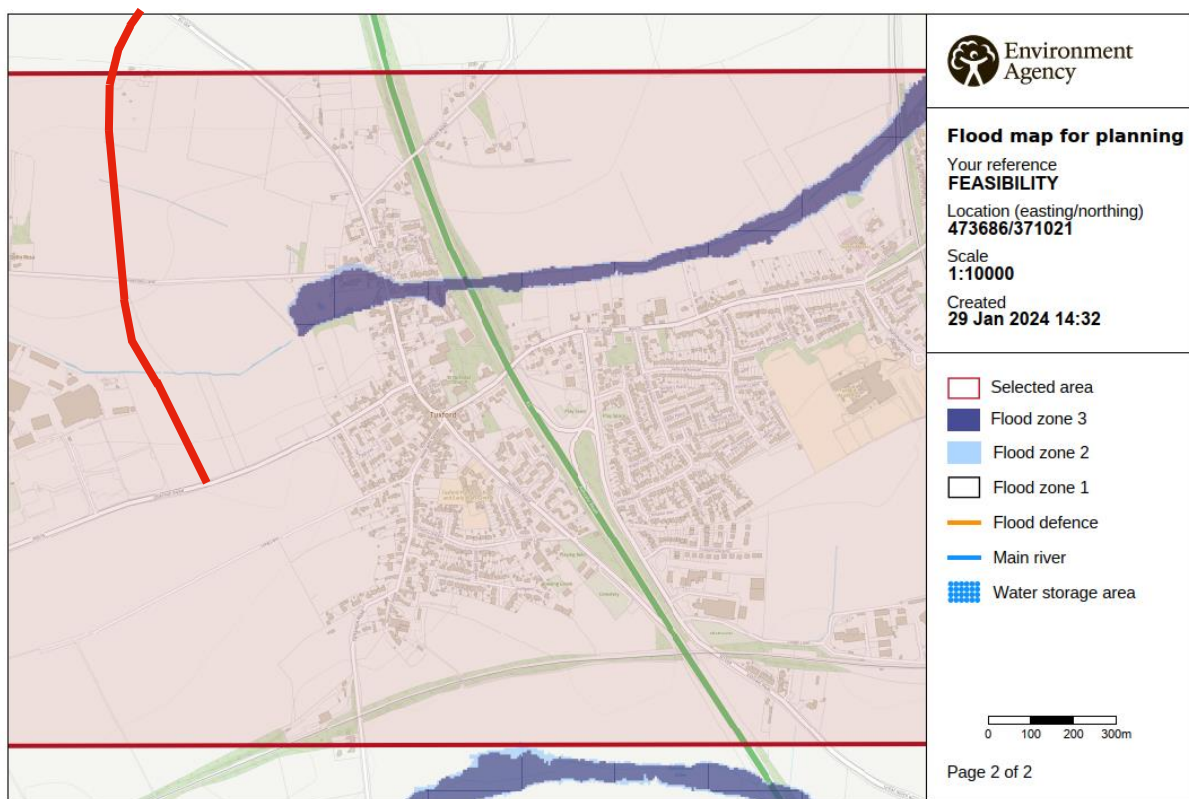 Environment
Agency
Flood map for planning
Your reference
FEASIBILITY
Location (easting/northing)
473686/371021
Scale
1:10000
Created
29 Jan 2024 14:32
Selected area
Flood zone 3
Flood zone 2
Flood zone 1
Flood defence
Main river
Water storage area
0 100 200 300m
Page 2 of 2
Tuxford
Cemetery